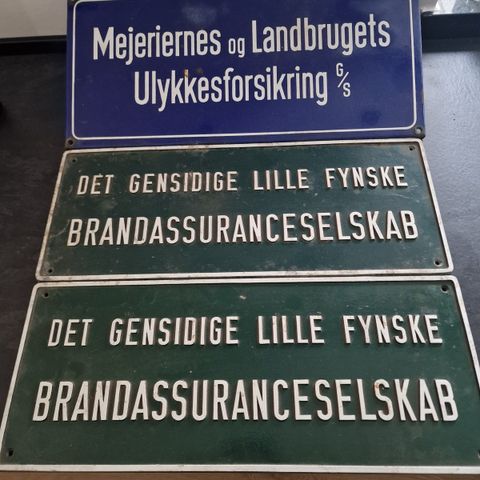 Mejeriernes og Landbrugets
Ulykkesforsikring G/S
DET GENSIDIGE LILLE FYNSKE
BRANDASSURANCESELSKAB
DET GENSIDIGE LILLE FYNSKE
BRANDASSURANCESELSKAB